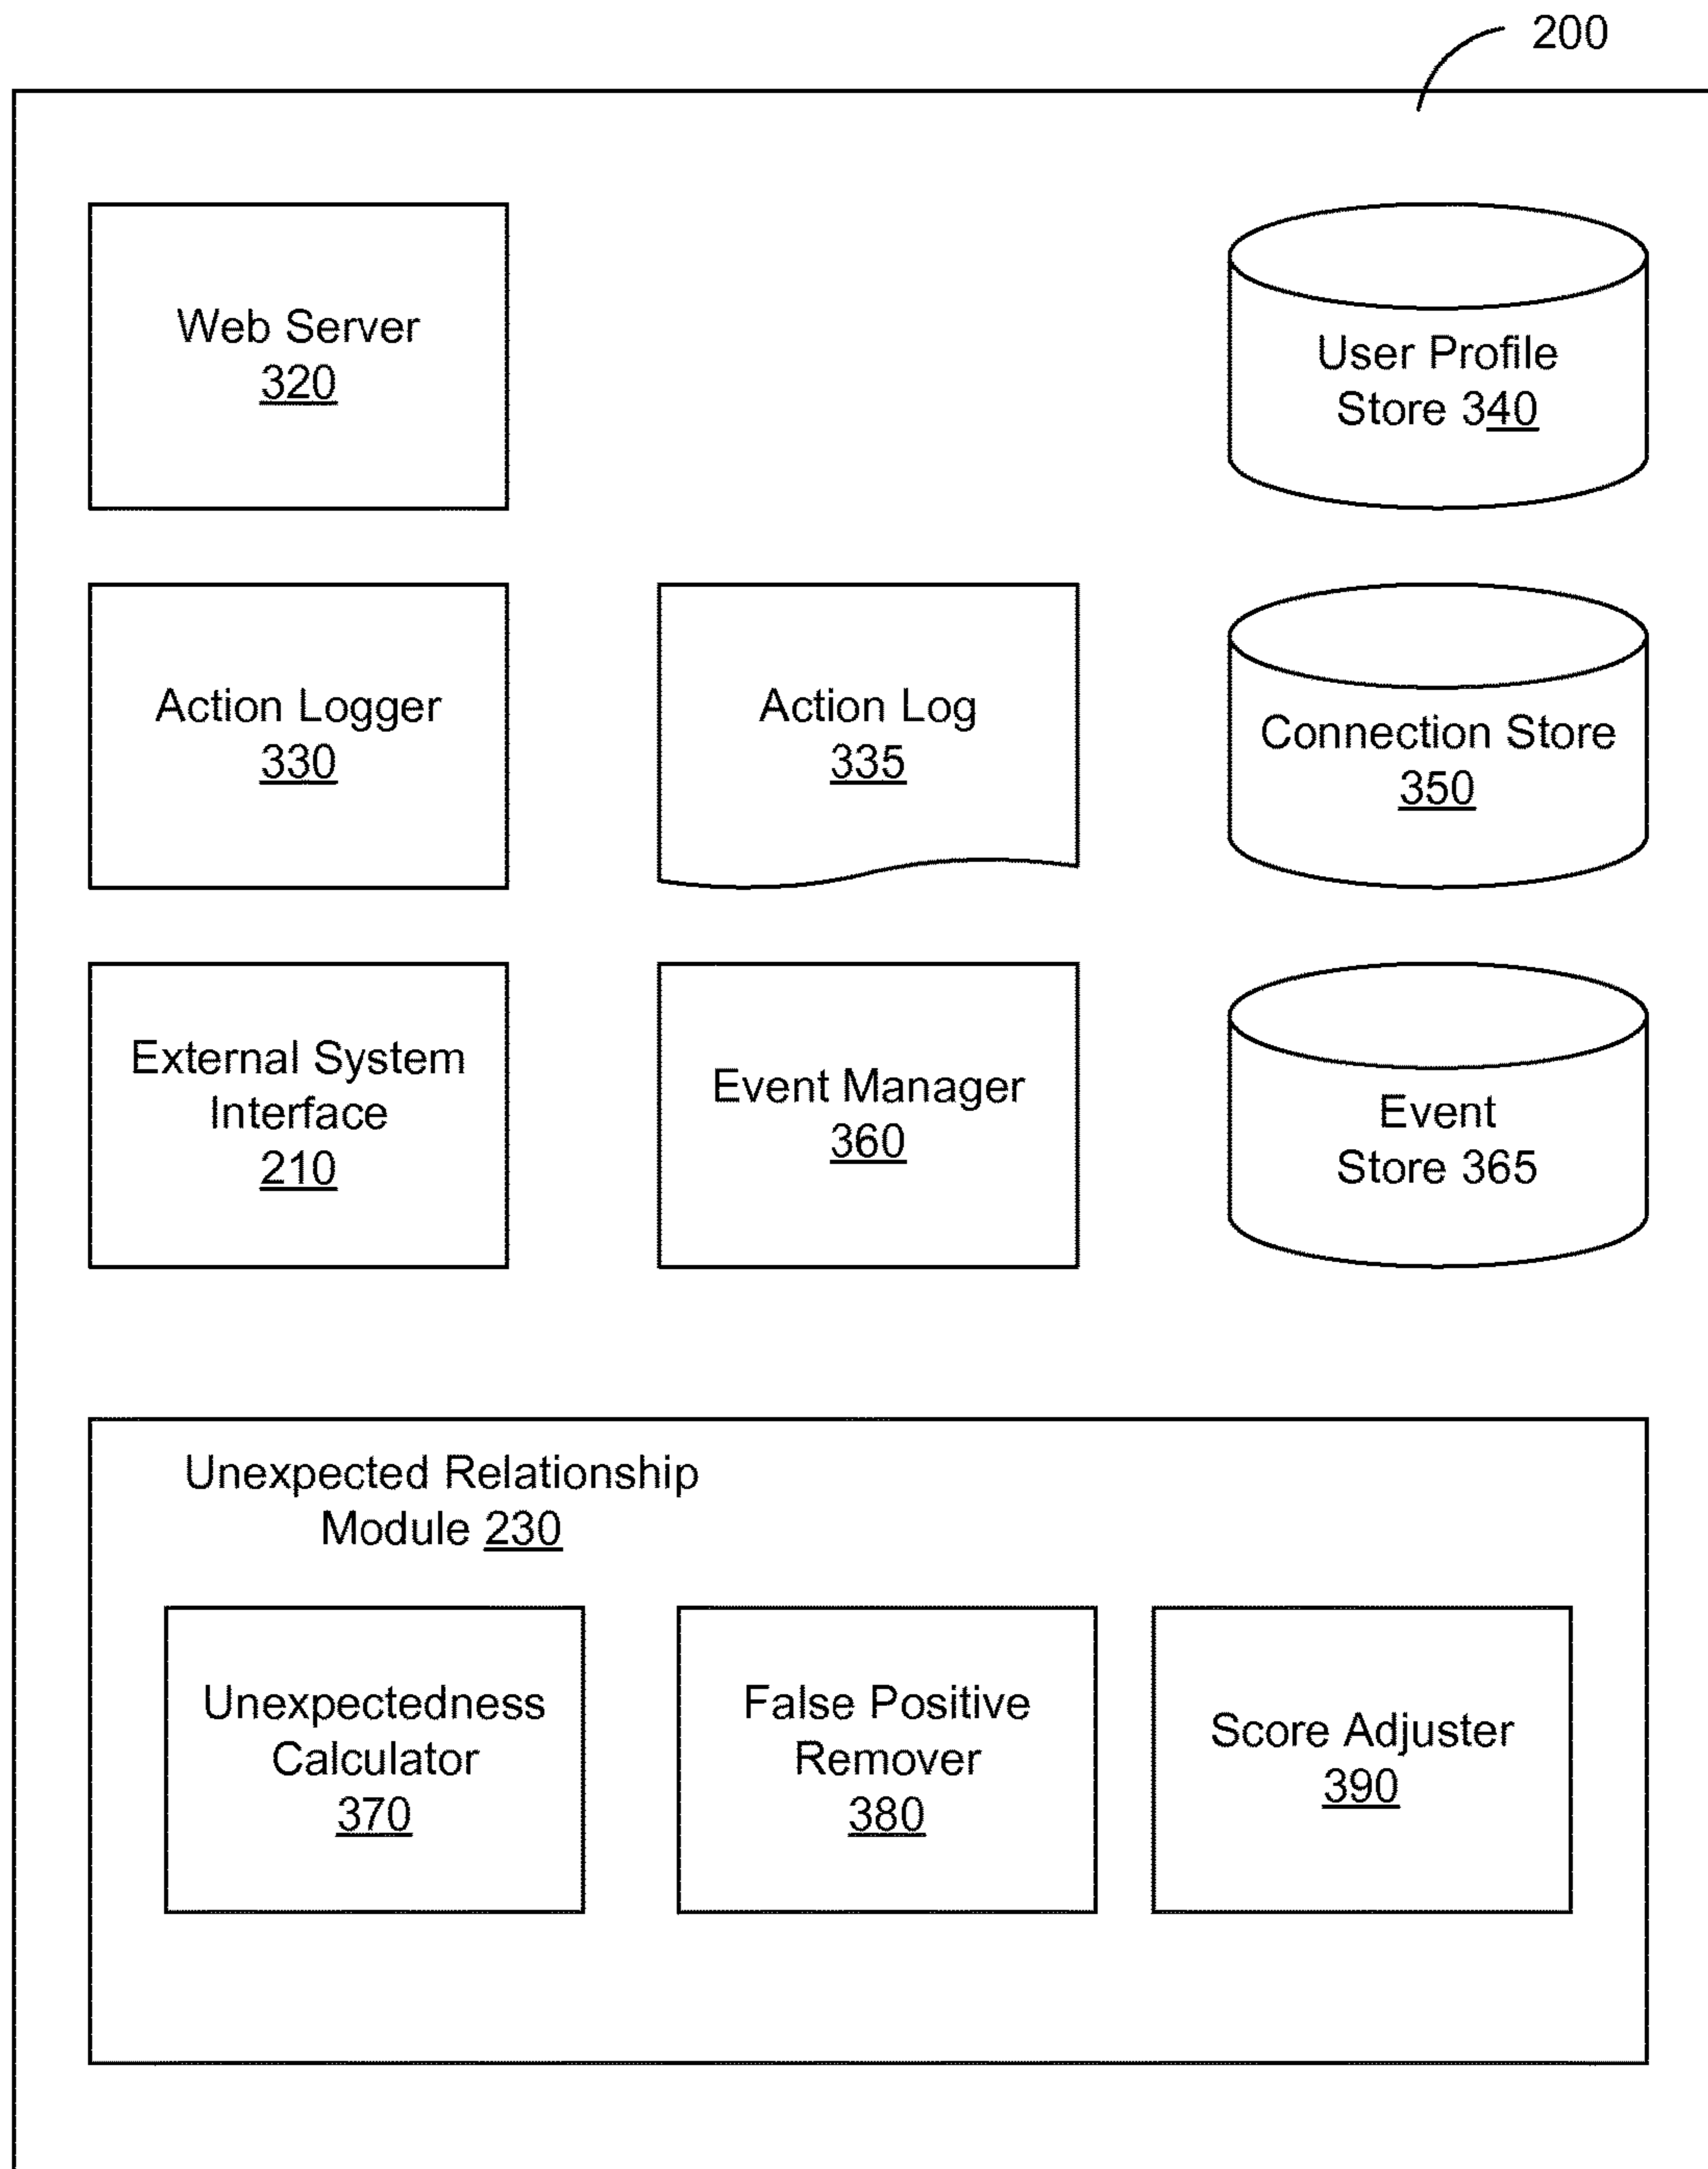 200
Web Server
320
User Profile
Store 340
Action Logger
330
Action Log
335
Connection Store
350
External System
Interface
210
Event Manager
360
Event
Store 365
Unexpected Relationship
Module 230
Unexpectedness
Calculator
370
False Positive
Remover
380
Score Adjuster
390